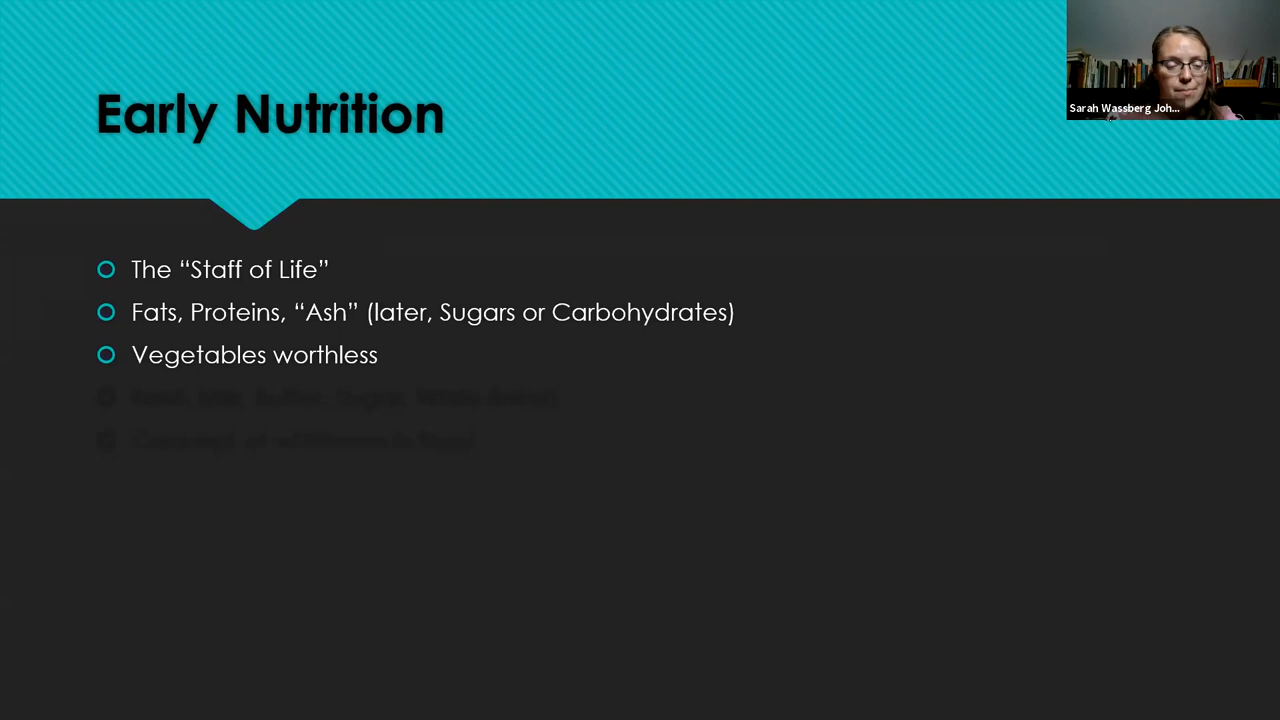 Early Nutrition
Sarah Wassberg Joh...
The “Staff of Life”
Fats, Proteins, “Ash” (later, Sugars or Carbohydrates)
Vegetables worthless